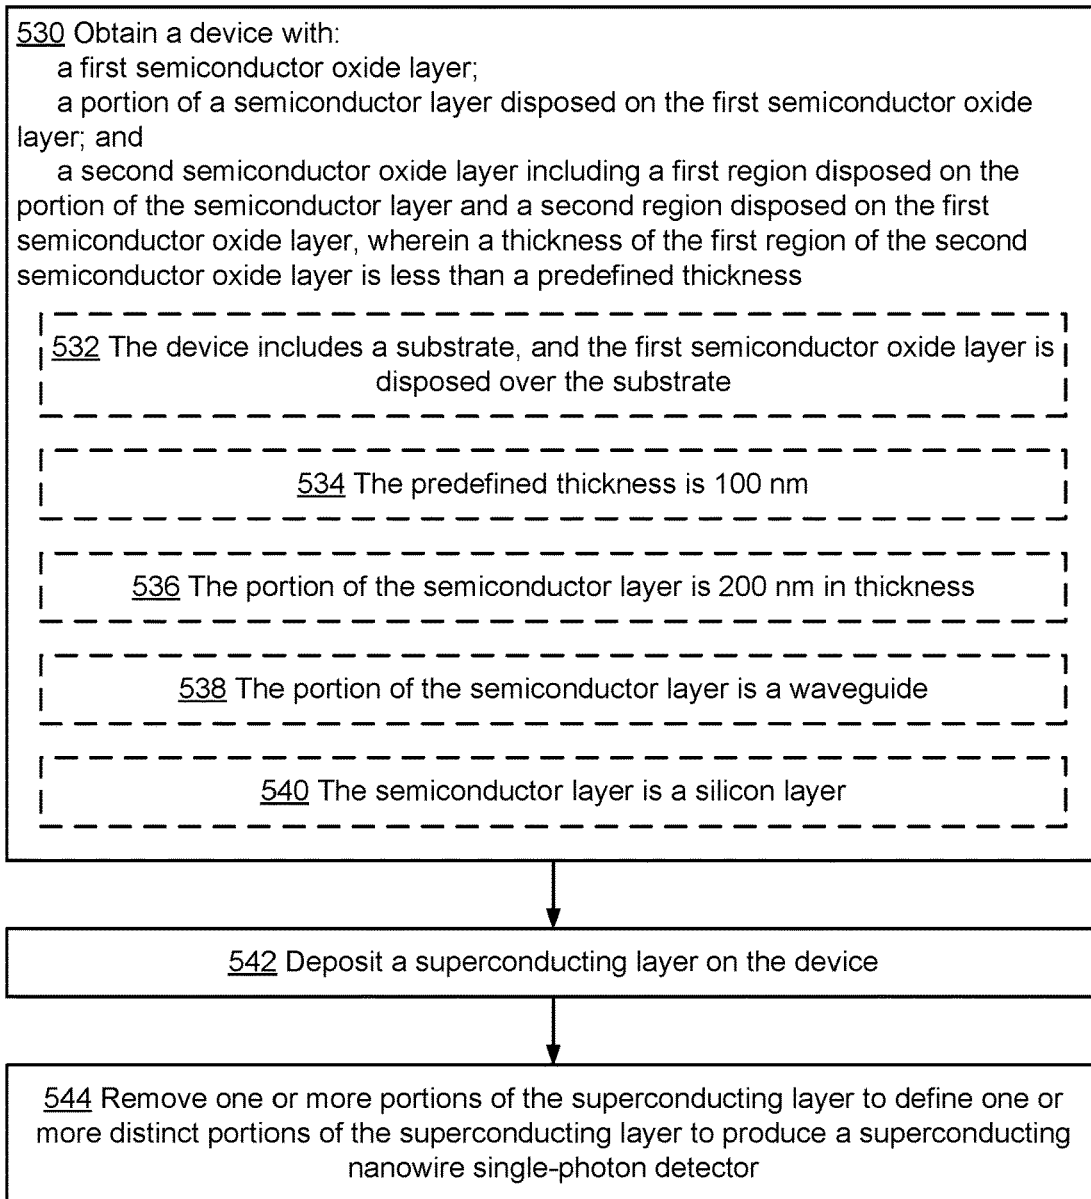 530 Obtain a device with:
a first semiconductor oxide layer;
a portion of a semiconductor layer disposed on the first semiconductor oxide
layer; and
a second semiconductor oxide layer including a first region disposed on the
portion of the semiconductor layer and a second region disposed on the first
semiconductor oxide layer, wherein a thickness of the first region of the second
semiconductor oxide layer is less than a predefined thickness
532 The device includes a substrate, and the first semiconductor oxide layer is
disposed over the substrate
534 The predefined thickness is 100 nm
536 The portion of the semiconductor layer is 200 nm in thickness
538 The portion of the semiconductor layer is a waveguide
540 The semiconductor layer is a silicon layer
542 Deposit a superconducting layer on the device
544 Remove one or more portions of the superconducting layer to define one or
more distinct portions of the superconducting layer to produce a superconducting
nanowire single-photon detector